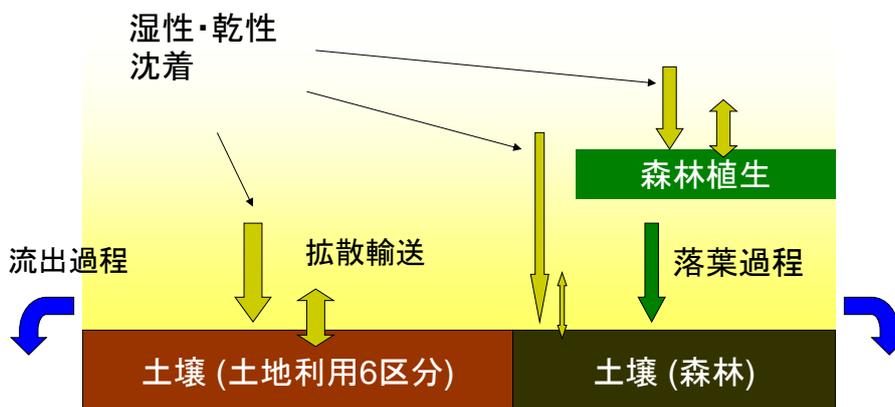 湿性・乾性
沈着
森林植生
流出過程
拡散輸送
落葉過程
土壌 (土地利用6区分)
土壌 (森林)